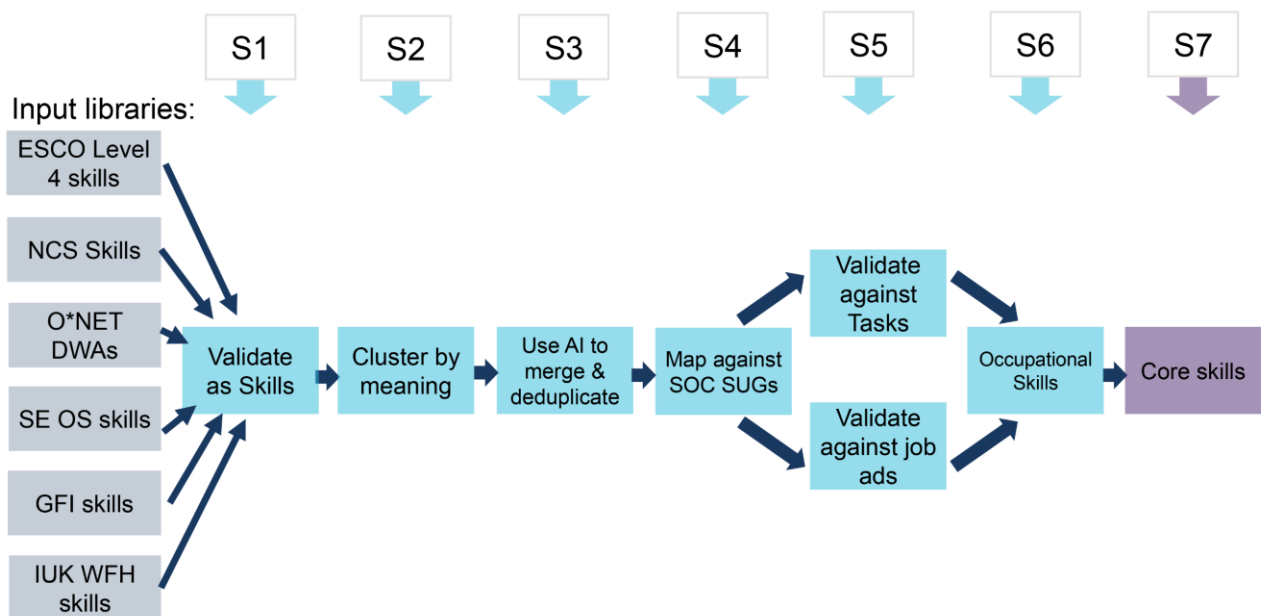 S1
S2
S3
S4
S5
S6
S7
Input libraries:
ESCO Level
4 skills
NCS Skills
O*NET
DWAs
SE OS skills
GFI skills
IUK WFH
skills
Validate
as Skills
Cluster by
meaning
Use AI to
merge &
deduplicate
Map against
SOC SUGs
Validate
against
Tasks
Validate
against job
ads
Occupational
Skills
Core skills